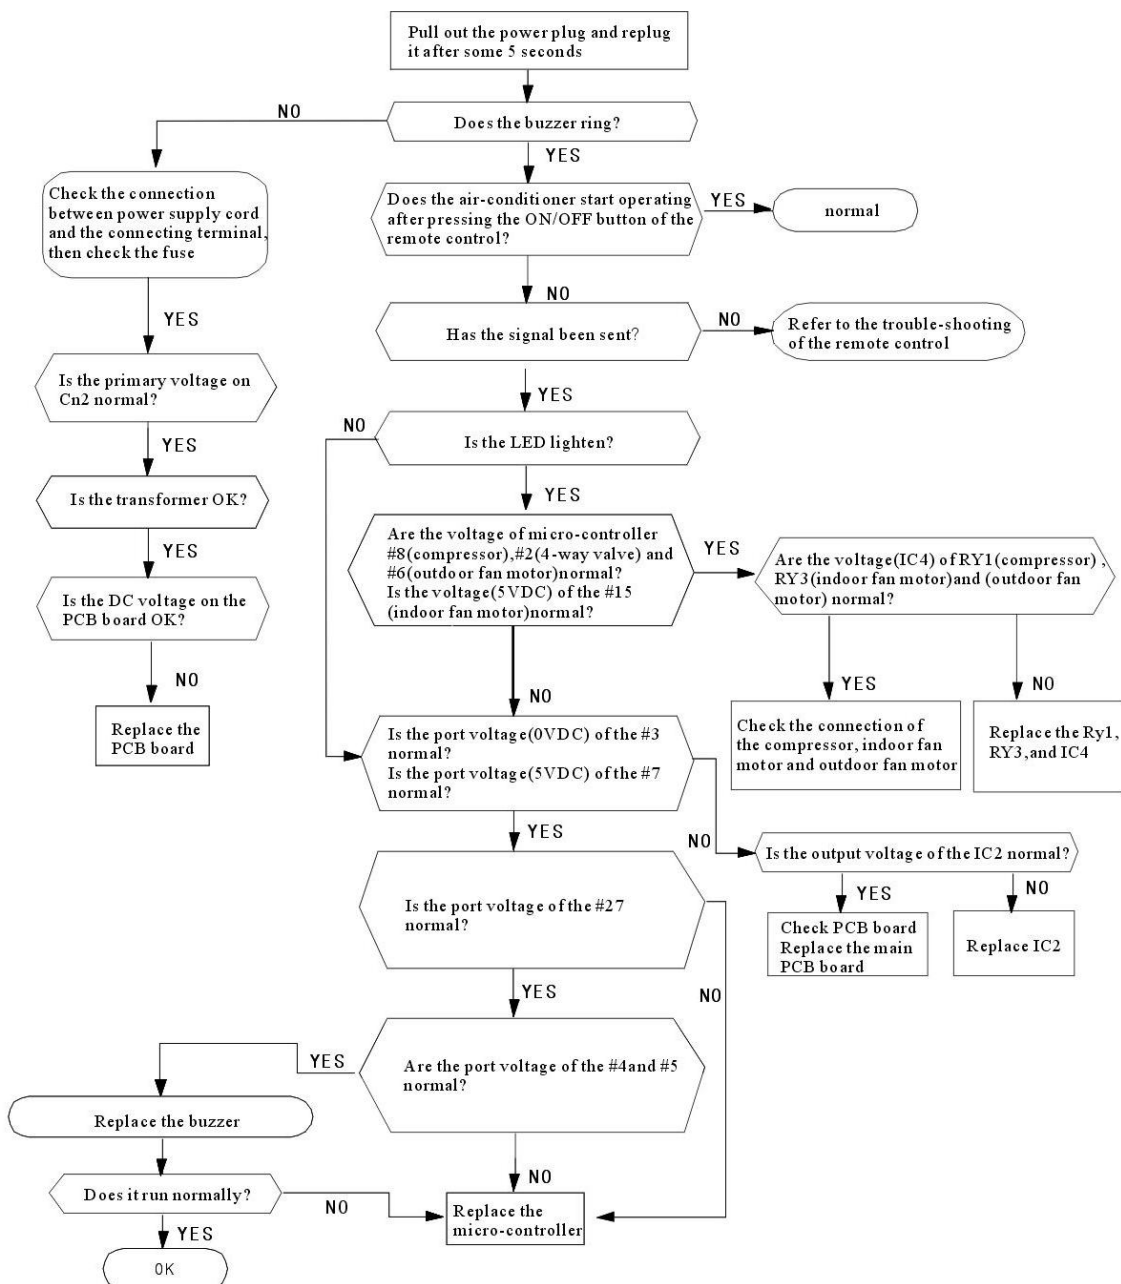 Pull out the power plug and replug
it after some 5 seconds
NO
Does the buzzer ring?
YES
Check the connection
between power supply cord
and the connecting terminal,
then check the fuse
Does the air-conditioner start operating
after pressing the ON/OFF button of the
remote control?
YES
normal
NO
YES
Has the signal been sent?
NO
Refer to the trouble-shooting
of the remote control
Is the primary voltage on
Cn2 normal?
YES
NO
Is the LED lighten?
YES
Is the transformer OK?
YES
Are the voltage of micro-controller
#8(compressor),#2(4-way valve) and
#6(outdoor fan motor)normal?
Is the voltage(5VDC) of the #15
(indoor fan motor)normal?
YES
Are the voltage(IC4) of RY1(compressor) ,
RY3(indoor fan motor)and (outdoor fan
motor) normal?
YES
Is the DC voltage on the
PCB board OK?
NO
Replace the
PCB board
NO
YES
Check the connection of
the compressor, indoor fan
motor and outdoor fan motor
NO
Replace the Ry1,
RY3,and IC4
Is the port voltage(0VDC) of the #3
normal?
Is the port voltage(5VDC) of the #7
normal?
YES
NO
Is the output voltage of the IC2 normal?
YES
NO
Check PCB board
Replace the main
PCB board
Replace IC2
Is the port voltage of the #27
normal?
YES
NO
Are the port voltage of the #4and #5
normal?
YES
Replace the buzzer
NO
Does it run normally?
NO
Replace the
micro-controller
YES
OK